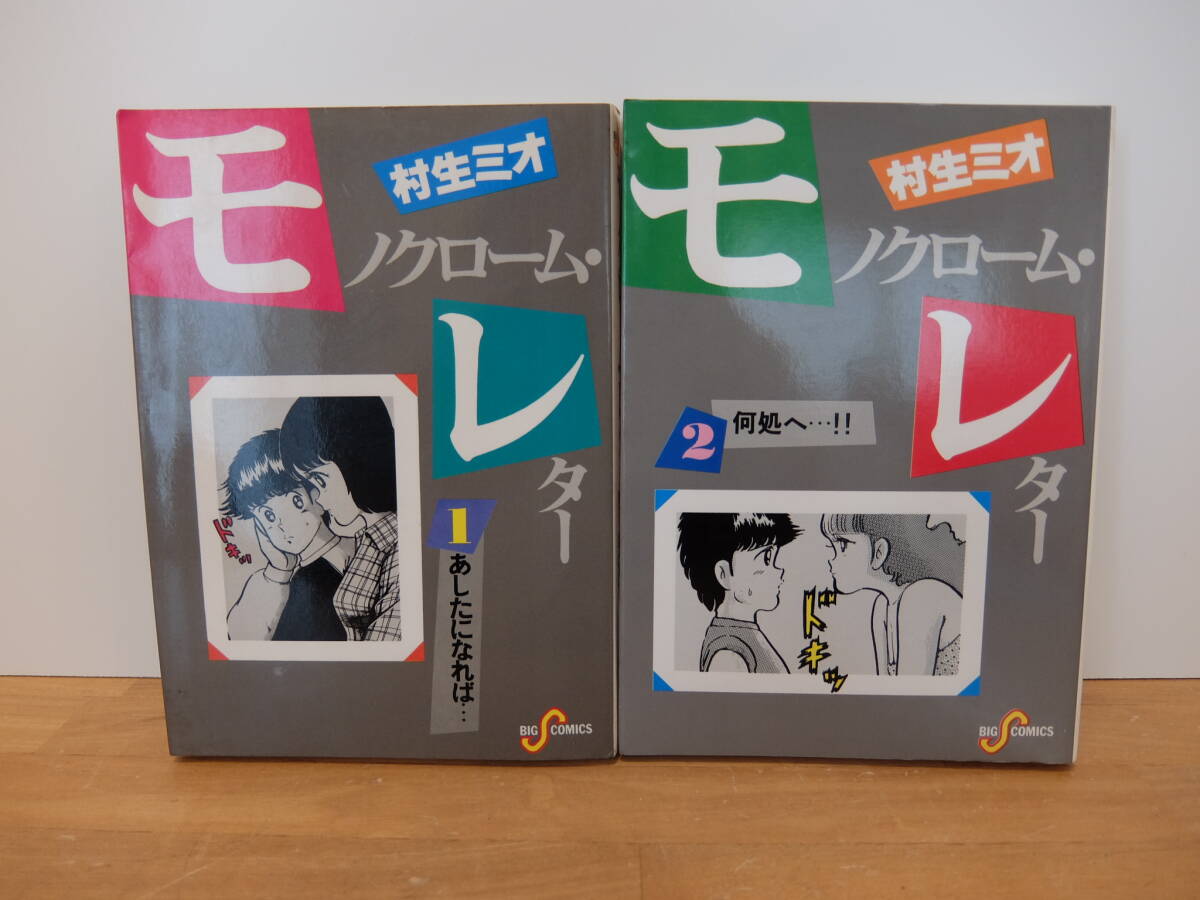 村生ミオ
モノクローム・
レター
ドキッ
1
あしたになれば…
BIG S COMICS
村生ミオ
モノクローム・
レター
2
何処へ…!!
ドキッ
BIG S COMICS